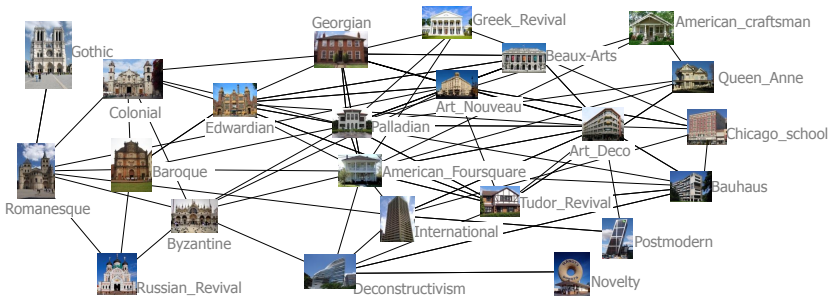 Georgian
Greek_Revival
American_craftsman
Gothic
Beaux-Arts
Queen_Anne
Colonial
Art_Nouveau
Edwardian
Palladian
Chicago_school
Art_Deco
Baroque
American_Foursquare
Bauhaus
Romanesque
Tudor_Revival
Byzantine
International
Postmodern
Russian_Revival
Deconstructivism
Novelty